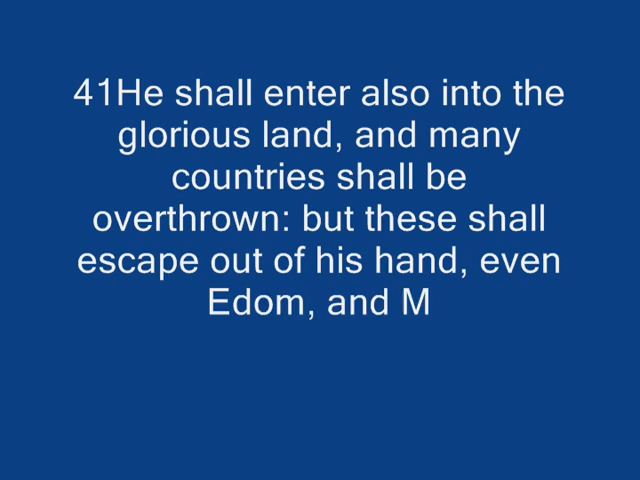 41He shall enter also into the
glorious land, and many
countries shall be
overthrown: but these shall
escape out of his hand, even
Edom, and M